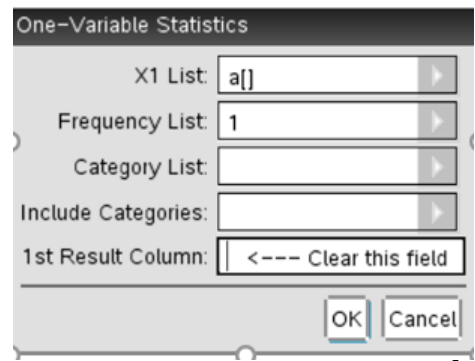 One-Variable Statistics
X1 List: a[]
Frequency List: 1
Category List:
Include Categories:
1st Result Column: <--- Clear this field
OK Cancel